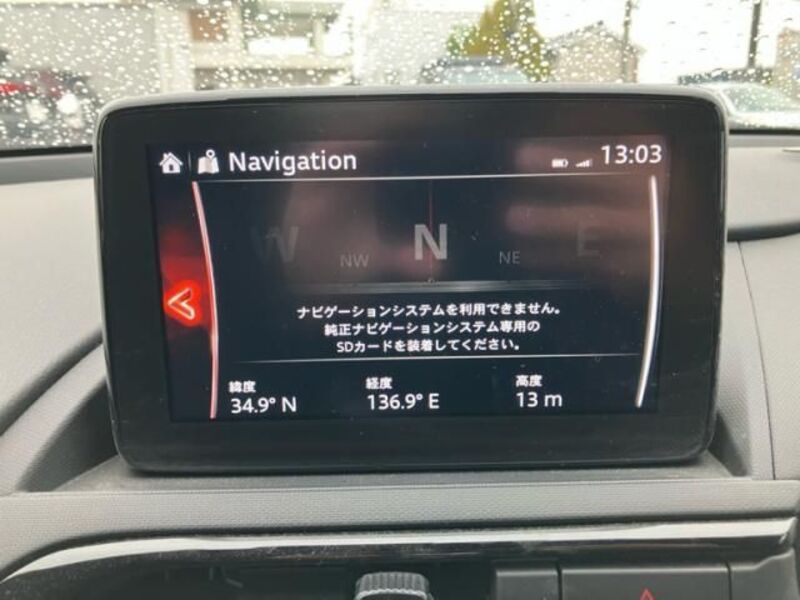 Navigation
13:03
W NW N NE E
ナビゲーションシステムを利用できません。
純正ナビゲーションシステム専用の
SDカードを装着してください。
緯度 経度 高度
34.9° N 136.9° E 13 m